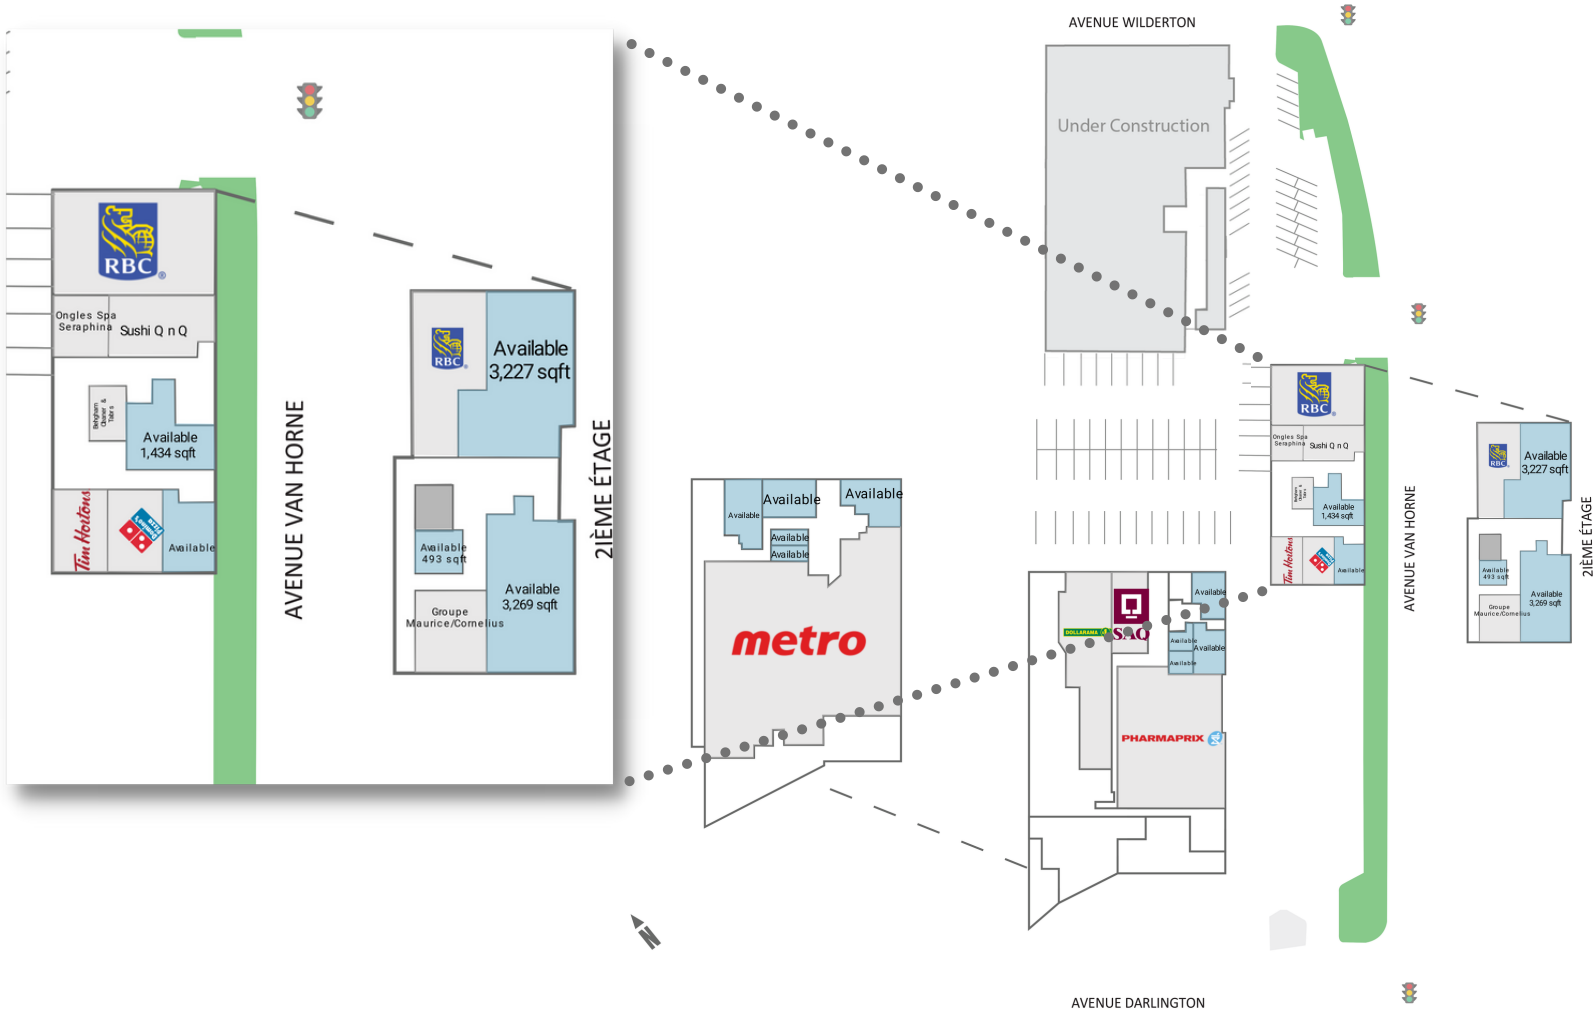 RBC
®
Ongles Spa
Seraphina
Sushi Q n Q
Cleaner &
Available
1,434 sqft
Tim Hortons
Domino's
Pizza
Available
AVENUE VAN HORNE
RBC
®
Available
3,227 sqft
Available
493 sqft
Groupe
Maurice/Cornelius
Available
3,269 sqft
2IÈME ÉTAGE
AVENUE WILDERTON
Under Construction
Available
Available
Available
Available
Available
metro
N
DOLLARAMA
SAQ
Available
Available
Available
Available
PHARMAPRIX
RBC
Ongles Spa
Seraphina
Sushi Q n Q
Available
1,434 sqft
Tim Hortons
Available
AVENUE VAN HORNE
RBC
Available
3,227 sqft
Available
493 sqft
Groupe
Maurice/Cornelius
Available
3,269 sqft
2IÈME ÉTAGE
AVENUE DARLINGTON